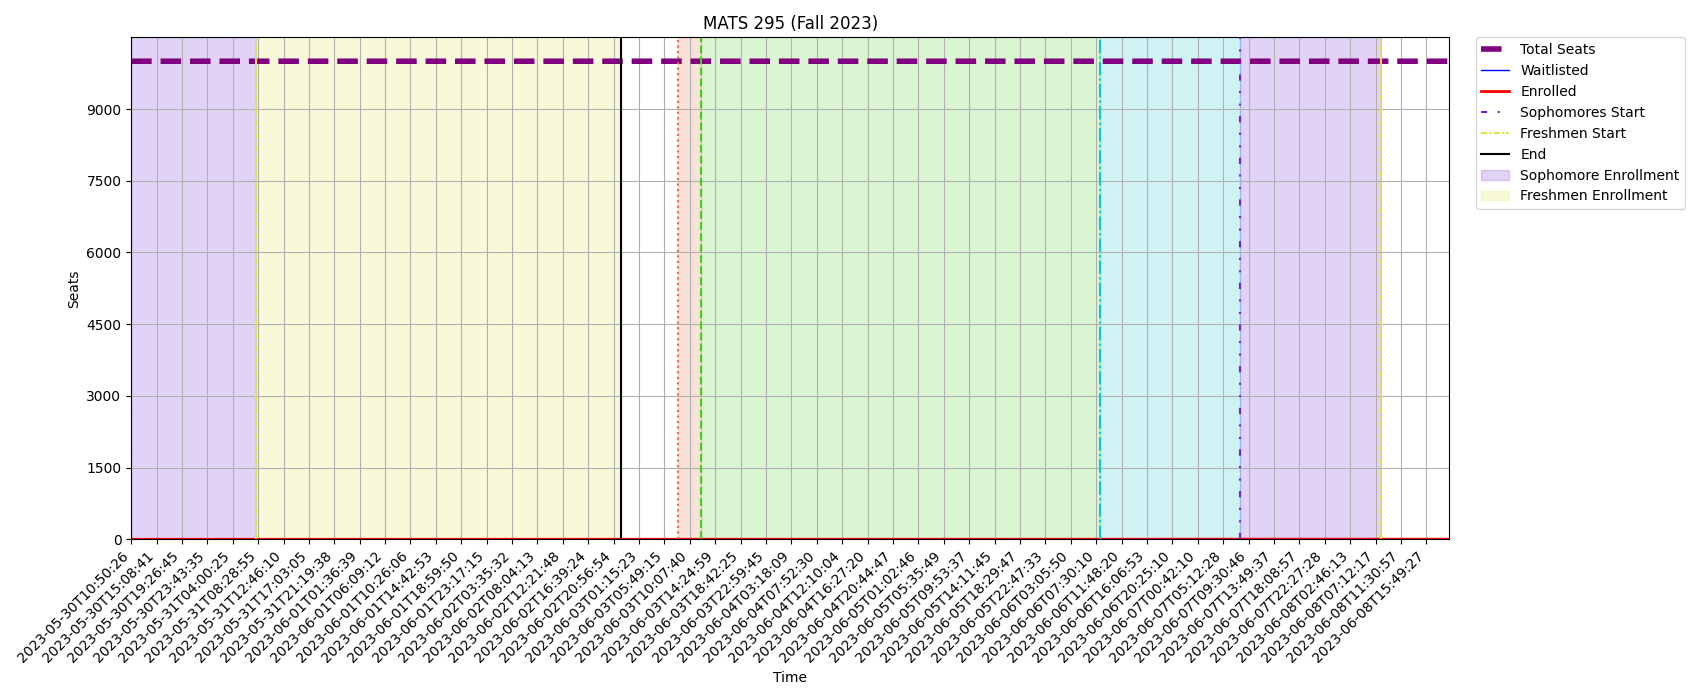 MATS 295 (Fall 2023)
Total Seats
Waitlisted
Enrolled
Sophomores Start
Freshmen Start
End
Sophomore Enrollment
Freshmen Enrollment
Seats
9000
7500
6000
4500
3000
1500
0
2023-05-30T10:50:26
2023-05-30T15:08:41
2023-05-30T19:26:45
2023-05-30T23:43:35
2023-05-31T04:00:25
2023-05-31T08:28:55
2023-05-31T12:46:10
2023-05-31T17:03:05
2023-05-31T21:19:38
2023-06-01T01:36:39
2023-06-01T06:09:12
2023-06-01T10:26:06
2023-06-01T14:42:53
2023-06-01T18:59:50
2023-06-01T23:17:15
2023-06-02T03:35:32
2023-06-02T08:04:13
2023-06-02T12:21:48
2023-06-02T16:39:24
2023-06-02T20:56:54
2023-06-03T01:15:23
2023-06-03T05:49:15
2023-06-03T10:07:40
2023-06-03T14:24:59
2023-06-03T18:42:25
2023-06-03T22:59:45
2023-06-04T03:18:09
2023-06-04T07:52:30
2023-06-04T12:10:04
2023-06-04T16:27:20
2023-06-04T20:44:47
2023-06-05T01:02:46
2023-06-05T05:35:49
2023-06-05T09:53:37
2023-06-05T14:11:45
2023-06-05T18:29:47
2023-06-05T22:47:33
2023-06-06T03:05:50
2023-06-06T07:30:10
2023-06-06T11:48:20
2023-06-06T16:06:53
2023-06-06T20:25:10
2023-06-07T00:42:10
2023-06-07T05:12:28
2023-06-07T09:30:46
2023-06-07T13:49:37
2023-06-07T18:08:57
2023-06-07T22:27:28
2023-06-08T02:46:13
2023-06-08T07:12:17
2023-06-08T11:30:57
2023-06-08T15:49:27
Time